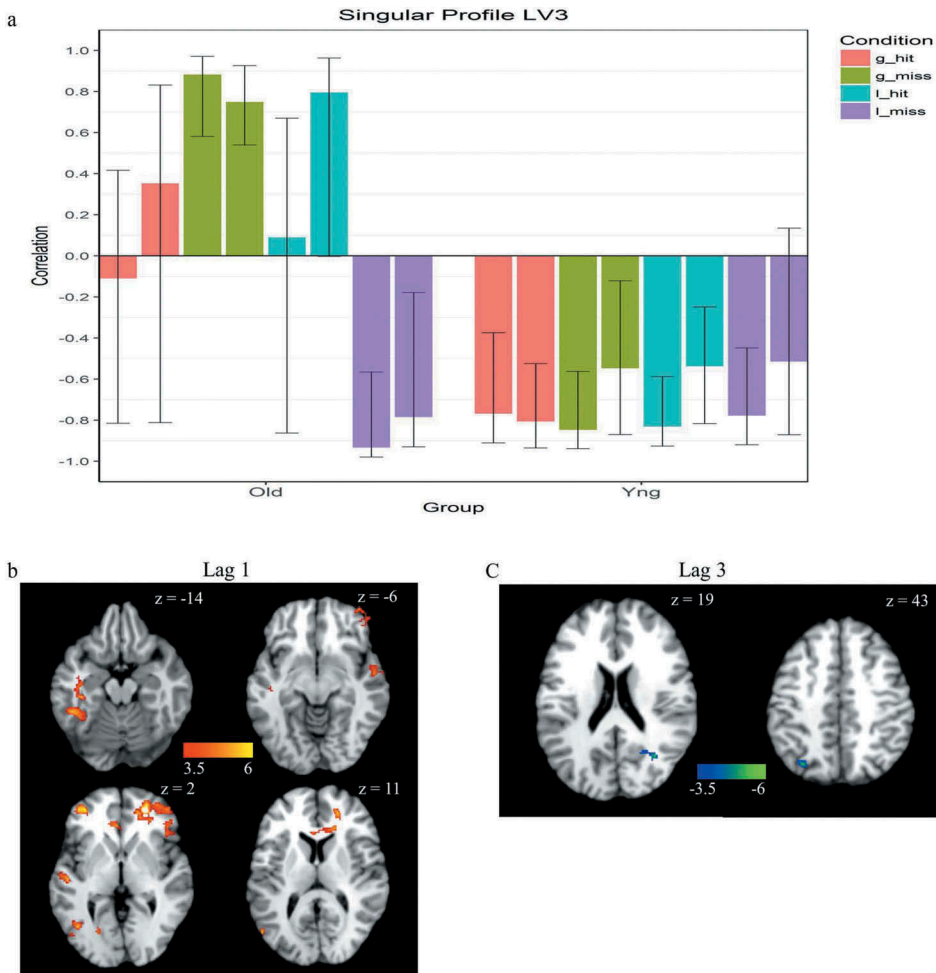 a
Singular Profile LV3
Correlation
1.0
0.8
0.6
0.4
0.2
0.0
-0.2
-0.4
-0.6
-0.8
-1.0
Old
Yng
Group
Condition
g_hit
g_miss
l_hit
l_miss
b
Lag 1
z = -14
z = -6
3.5
6
z = 2
z = 11
C
Lag 3
z = 19
z = 43
-3.5
-6